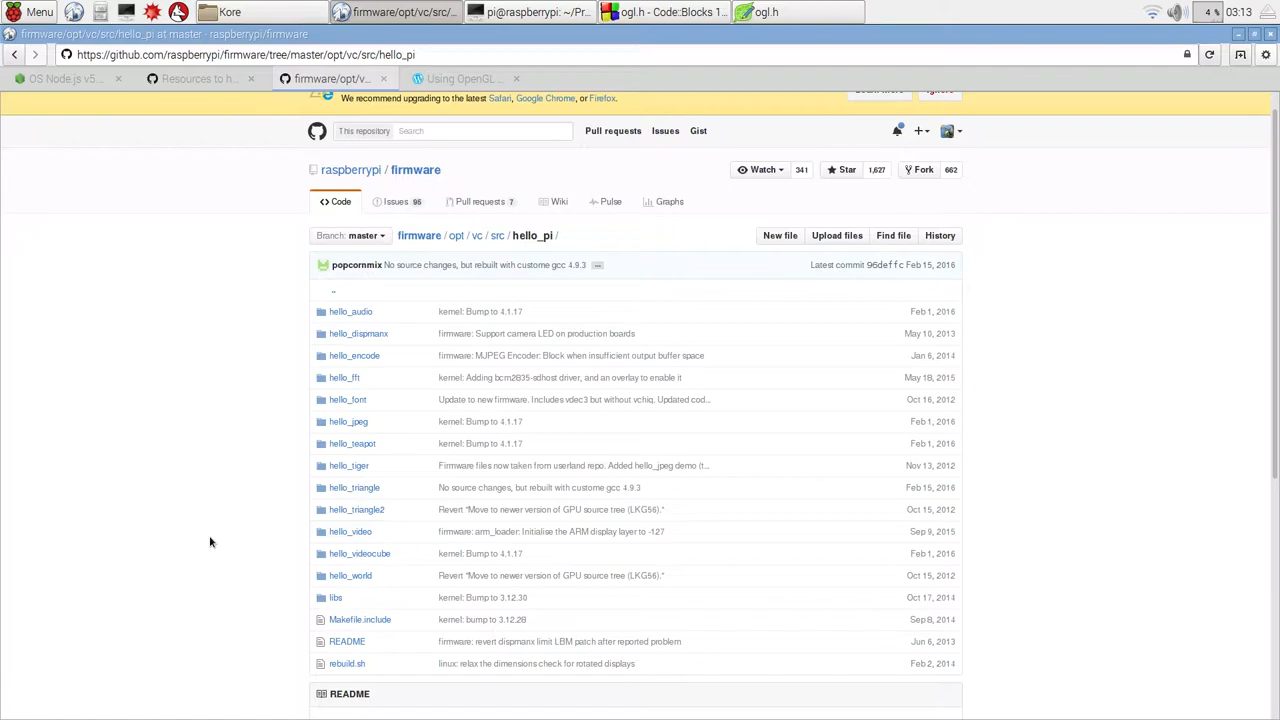 Menu Kore firmware/opt/vc/src/... pi@raspberrypi: ~/Pr... ogl.h - Code::Blocks 1... ogl.h 4 % 03:13
firmware/opt/vc/src/hello_pi at master - raspberrypi/firmware
https://github.com/raspberrypi/firmware/tree/master/opt/vc/src/hello_pi
OS Node.js v5... Resources to h... firmware/opt/v... Using OpenGL ...
We recommend upgrading to the latest Safari, Google Chrome, or Firefox. Learn more Ignore
This repository Search Pull requests Issues Gist
raspberrypi / firmware Watch 341 Star 1,627 Fork 662
Code Issues 95 Pull requests 7 Wiki Pulse Graphs
Branch: master firmware / opt / vc / src / hello_pi / New file Upload files Find file History
popcornmix No source changes, but rebuilt with custome gcc 4.9.3 ... Latest commit 96deffc Feb 15, 2016
..
hello_audio kernel: Bump to 4.1.17 Feb 1, 2016
hello_dispmanx firmware: Support camera LED on production boards May 10, 2013
hello_encode firmware: MJPEG Encoder: Block when insufficient output buffer space Jan 6, 2014
hello_fft kernel: Adding bcm2835-sdhost driver, and an overlay to enable it May 18, 2015
hello_font Update to new firmware. Includes vdec3 but without vchiq. Updated cod... Oct 16, 2012
hello_jpeg kernel: Bump to 4.1.17 Feb 1, 2016
hello_teapot kernel: Bump to 4.1.17 Feb 1, 2016
hello_tiger Firmware files now taken from userland repo. Added hello_jpeg demo (t... Nov 13, 2012
hello_triangle No source changes, but rebuilt with custome gcc 4.9.3 Feb 15, 2016
hello_triangle2 Revert "Move to newer version of GPU source tree (LKG56)." Oct 15, 2012
hello_video firmware: arm_loader: Initialise the ARM display layer to -127 Sep 9, 2015
hello_videocube kernel: Bump to 4.1.17 Feb 1, 2016
hello_world Revert "Move to newer version of GPU source tree (LKG56)." Oct 15, 2012
libs kernel: Bump to 3.12.30 Oct 17, 2014
Makefile.include kernel: bump to 3.12.28 Sep 8, 2014
README firmware: revert dispmanx limit LBM patch after reported problem Jun 6, 2013
rebuild.sh linux: relax the dimensions check for rotated displays Feb 2, 2014
README